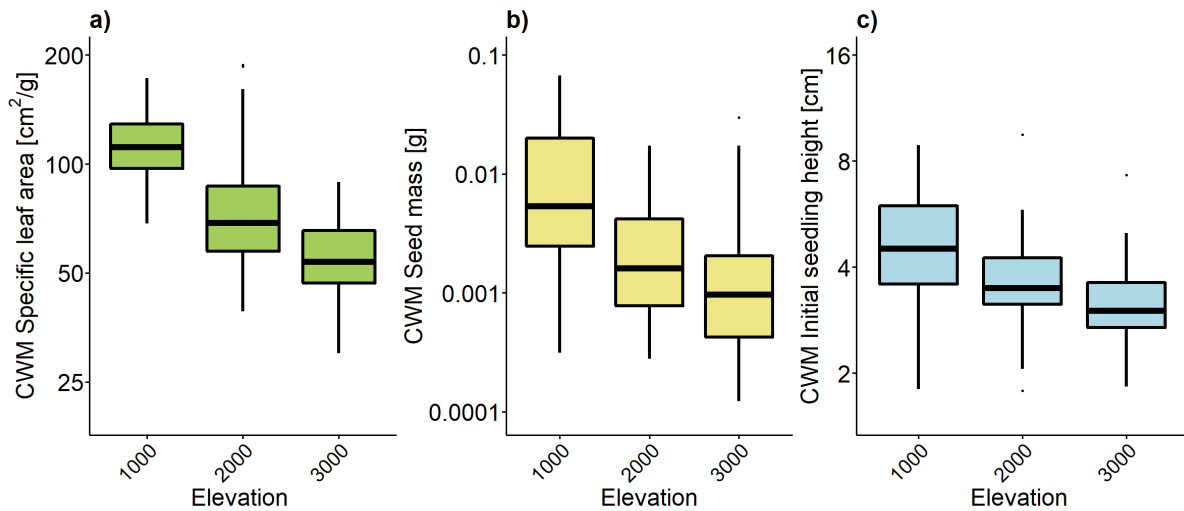 a)
CWM Specific leaf area [cm²/g]
200
100
50
25
1000
2000
3000
Elevation
b)
CWM Seed mass [g]
0.1
0.01
0.001
0.0001
1000
2000
3000
Elevation
c)
CWM Initial seedling height [cm]
16
8
4
2
1000
2000
3000
Elevation